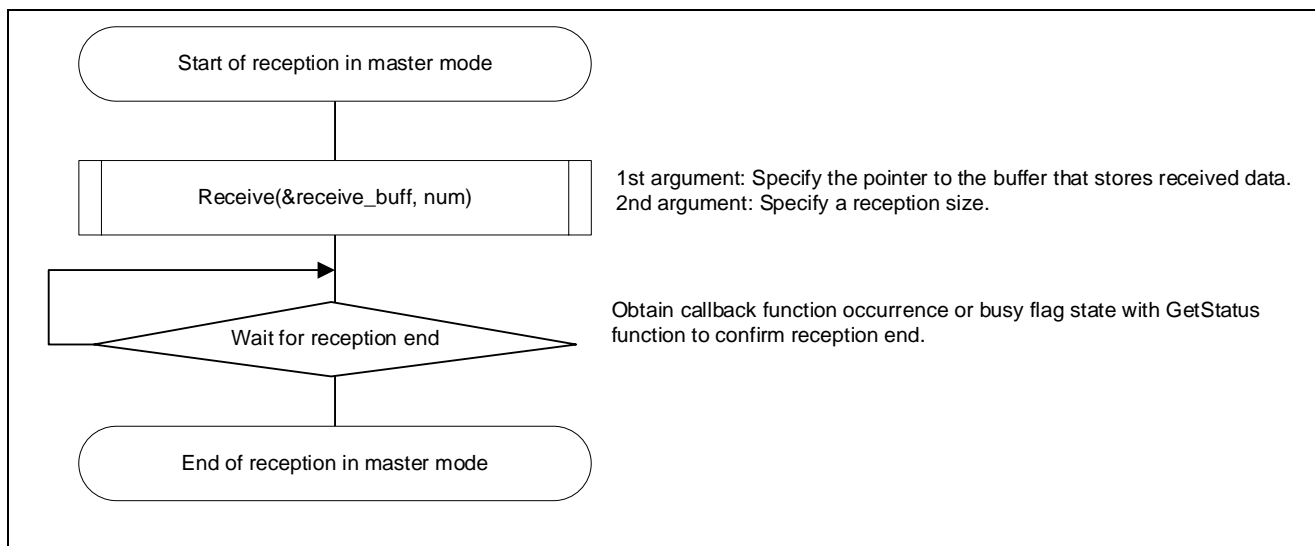 Start of reception in master mode
Receive(&receive_buff, num)
1st argument: Specify the pointer to the buffer that stores received data.
2nd argument: Specify a reception size.
Wait for reception end
Obtain callback function occurrence or busy flag state with GetStatus
function to confirm reception end.
End of reception in master mode